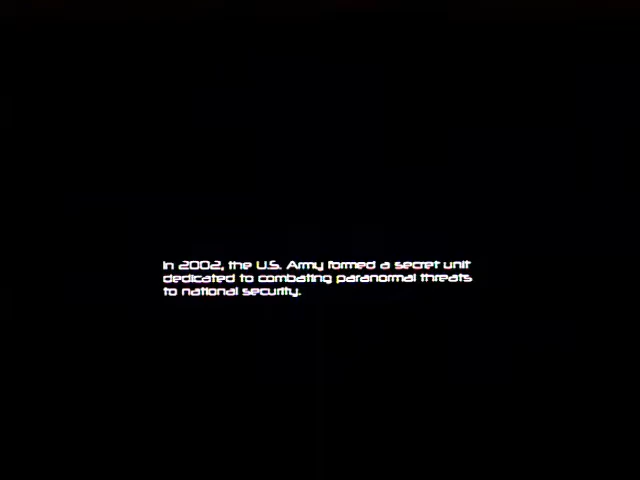 In 2002, the U.S. Army formed a secret unit
dedicated to combating paranormal threats
to national security.